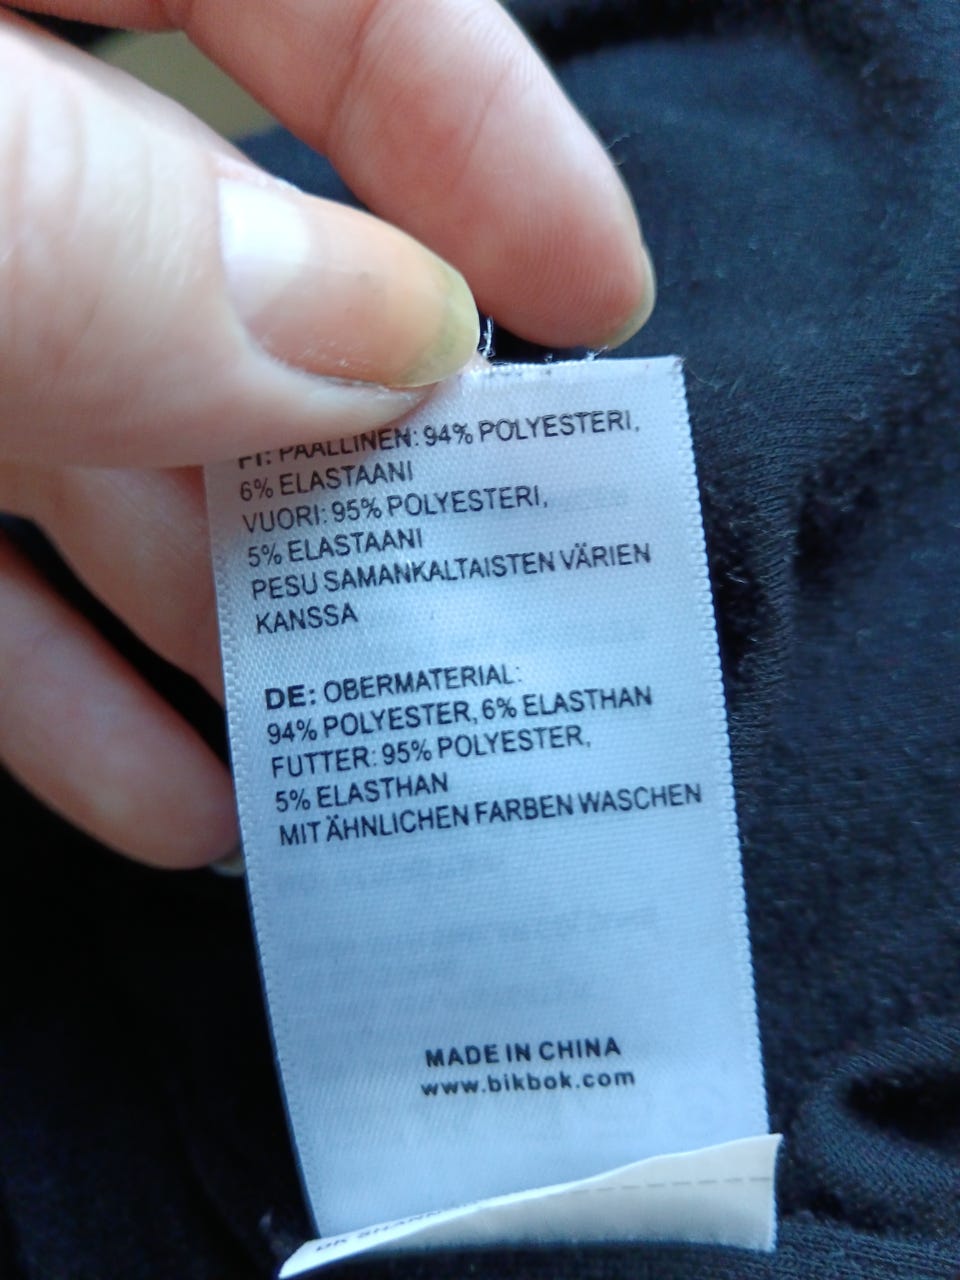 FI: PÄÄLLINEN: 94% POLYESTERI,
6% ELASTAANI
VUORI: 95% POLYESTERI,
5% ELASTAANI
PESU SAMANKALTAISTEN VÄRIEN
KANSSA
DE: OBERMATERIAL:
94% POLYESTER, 6% ELASTHAN
FUTTER: 95% POLYESTER,
5% ELASTHAN
MIT ÄHNLICHEN FARBEN WASCHEN
MADE IN CHINA
www.bikbok.com